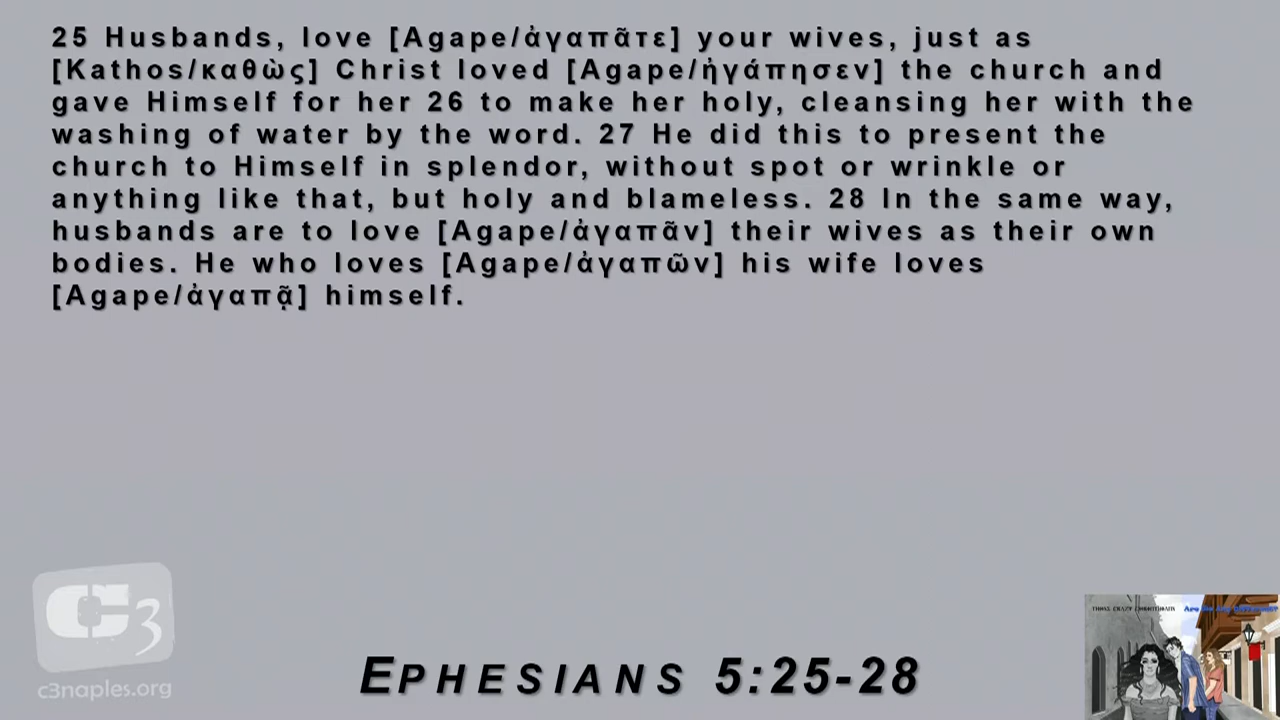 25 Husbands, love [Agape/ἀγαπᾶτε] your wives, just as
[Kathos/καθὼς] Christ loved [Agape/ἠγάπησεν] the church and
gave Himself for her 26 to make her holy, cleansing her with the
washing of water by the word. 27 He did this to present the
church to Himself in splendor, without spot or wrinkle or
anything like that, but holy and blameless. 28 In the same way,
husbands are to love [Agape/ἀγαπᾶν] their wives as their own
bodies. He who loves [Agape/ἀγαπῶν] his wife loves
[Agape/ἀγαπᾷ] himself.
C3
c3naples.org
EPHESIANS 5:25-28
THOSE CRAZY CORINTHIANS